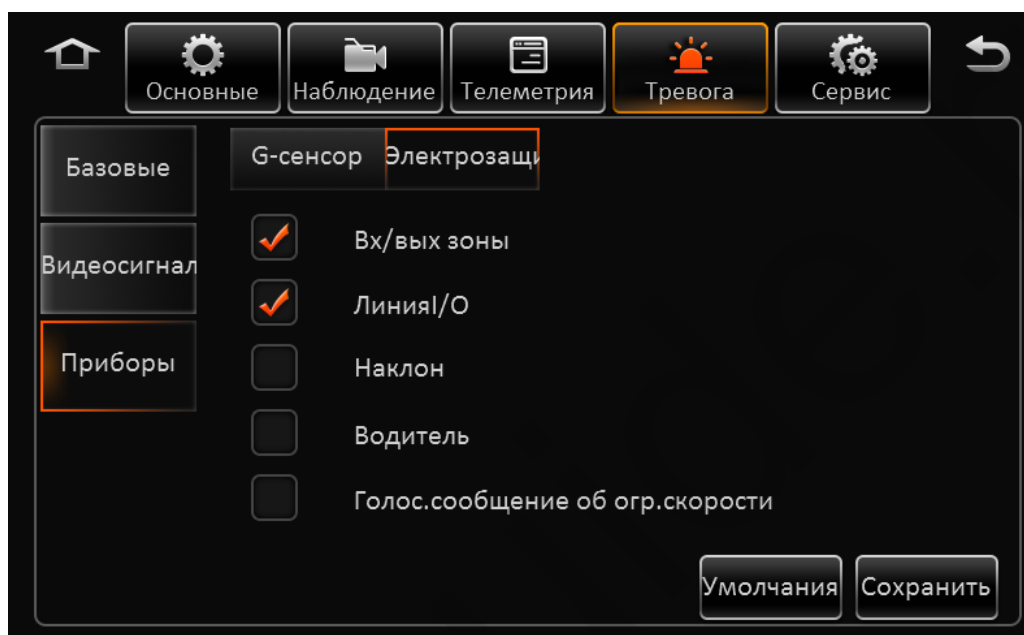 Основные Наблюдение Телеметрия Тревога Сервис
Базовые
Видеосигнал
Приборы
G-сенсор Электрозащи
Вх/вых зоны
ЛинияI/O
Наклон
Водитель
Голос.сообщение об огр.скорости
Умолчания Сохранить